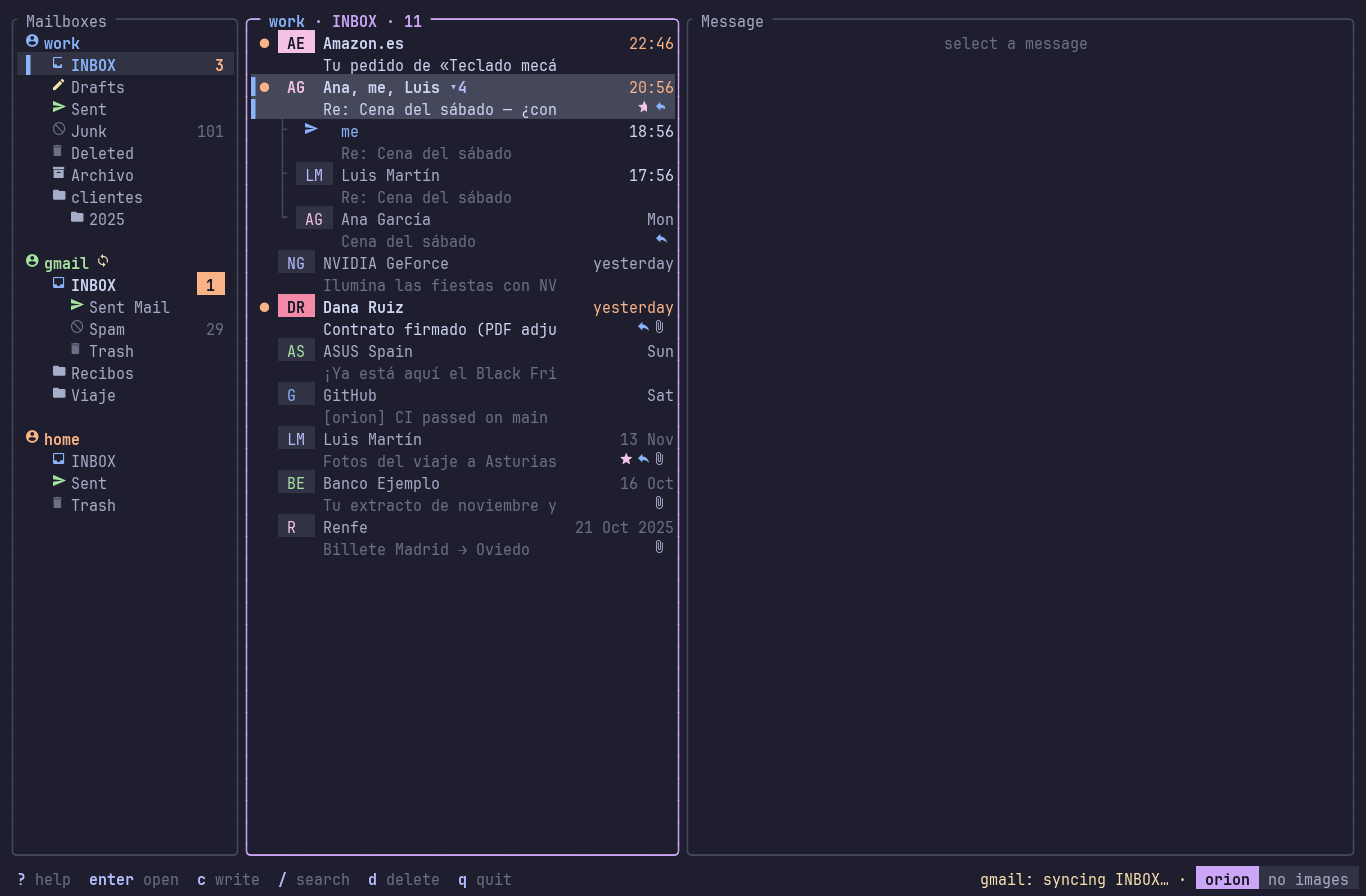 Mailboxes
work
INBOX 3
Drafts
Sent
Junk 101
Deleted
Archivo
clientes
2025
gmail
INBOX 1
Sent Mail
Spam 29
Trash
Recibos
Viaje
home
INBOX
Sent
Trash
work · INBOX · 11
AE Amazon.es 22:46
Tu pedido de «Teclado mecá
AG Ana, me, Luis ▾4 20:56
Re: Cena del sábado — ¿con
me 18:56
Re: Cena del sábado
LM Luis Martín 17:56
Re: Cena del sábado
AG Ana García Mon
Cena del sábado
NG NVIDIA GeForce yesterday
Ilumina las fiestas con NV
DR Dana Ruiz yesterday
Contrato firmado (PDF adju
AS ASUS Spain Sun
¡Ya está aquí el Black Fri
G GitHub Sat
[orion] CI passed on main
LM Luis Martín 13 Nov
Fotos del viaje a Asturias
BE Banco Ejemplo 16 Oct
Tu extracto de noviembre y
R Renfe 21 Oct 2025
Billete Madrid → Oviedo
Message
select a message
? help enter open c write / search d delete q quit
gmail: syncing INBOX… · orion no images